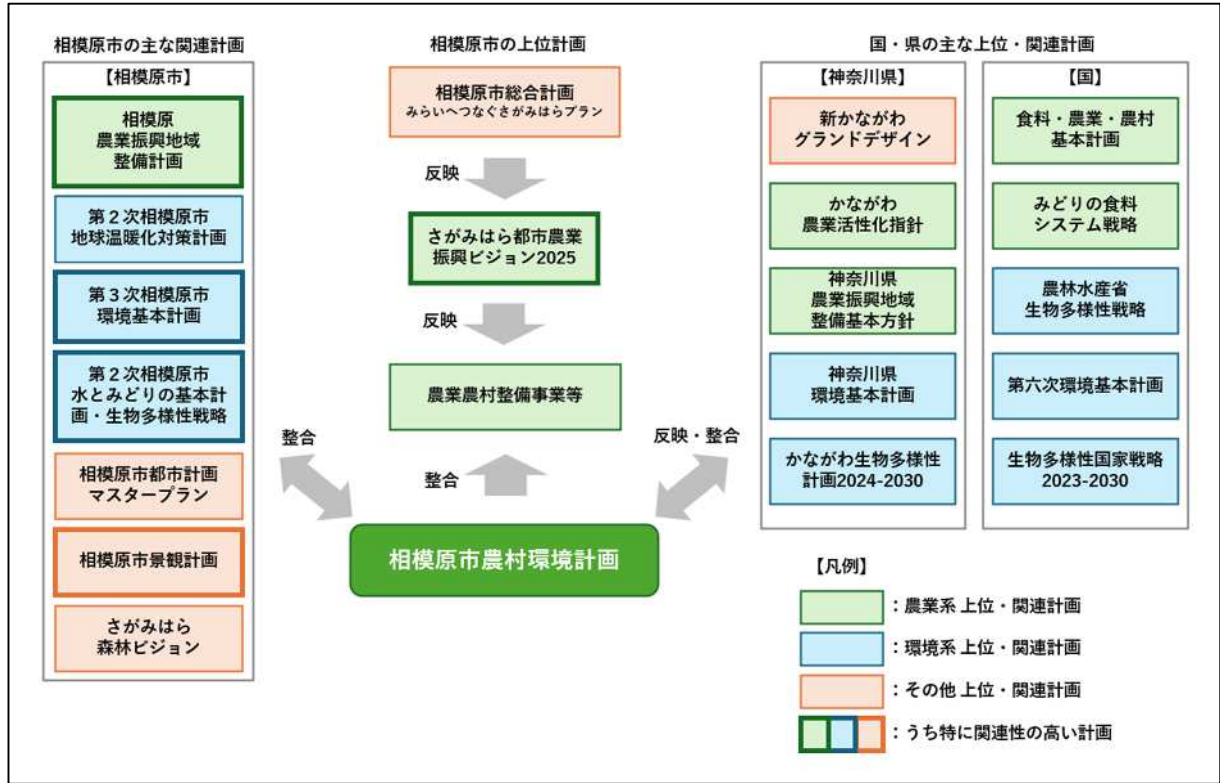 相模原市の主な関連計画
【相模原市】
相模原
農業振興地域
整備計画
第2次相模原市
地球温暖化対策計画
第3次相模原市
環境基本計画
第2次相模原市
水とみどりの基本計
画・生物多様性戦略
相模原市都市計画
マスタープラン
相模原市景観計画
さがみはら
森林ビジョン
相模原市の上位計画
相模原市総合計画
みらいへつなぐさがみはらプラン
反映
さがみはら都市農業
振興ビジョン2025
反映
農業農村整備事業等
整合
整合
反映・整合
相模原市農村環境計画
国・県の主な上位・関連計画
【神奈川県】
新かながわ
グランドデザイン
かながわ
農業活性化指針
神奈川県
農業振興地域
整備基本方針
神奈川県
環境基本計画
かながわ生物多様性
計画2024-2030
【国】
食料・農業・農村
基本計画
みどりの食料
システム戦略
農林水産省
生物多様性戦略
第六次環境基本計画
生物多様性国家戦略
2023-2030
【凡例】
：農業系 上位・関連計画
：環境系 上位・関連計画
：その他 上位・関連計画
：うち特に関連性の高い計画